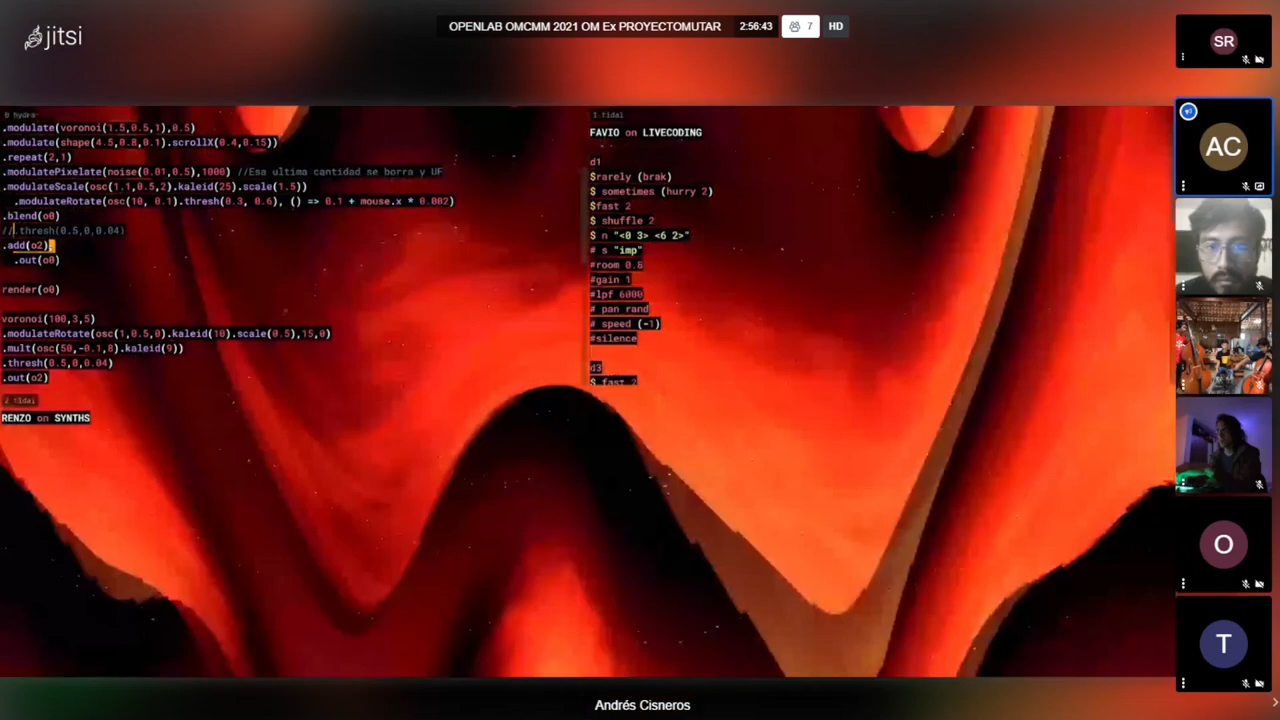 jitsi
OPENLAB OMCMM 2021 OM Ex PROYECTOMUTAR 2:56:43 7 HD
SR
AC
O
T
0 hydra
.modulate(voronoi(1.5,0.5,1),0.5)
.modulate(shape(4.5,0.8,0.1).scrollX(0.4,0.15))
.repeat(2,1)
.modulatePixelate(noise(0.01,0.5),1000) //Esa ultima cantidad se borra y UF
.modulateScale(osc(1.1,0.5,2).kaleid(25).scale(1.5))
.modulateRotate(osc(10, 0.1).thresh(0.3, 0.6), () => 0.1 + mouse.x * 0.002)
.blend(o0)
//.thresh(0.5,0,0.04)
.add(o2)
.out(o0)
render(o0)
voronoi(100,3,5)
.modulateRotate(osc(1,0.5,0).kaleid(10).scale(0.5),15,0)
.mult(osc(50,-0.1,8).kaleid(9))
.thresh(0.5,0,0.04)
.out(o2)
2 tidal
RENZO on SYNTHS
1 tidal
FAVIO on LIVECODING
d1
$rarely (brak)
$ sometimes (hurry 2)
$fast 2
$ shuffle 2
$ n "<0 3> <6 2>"
# s "imp"
#room 0.6
#gain 1
#lpf 6000
# pan rand
# speed (-1)
#silence
d3
$ fast 2
Andrés Cisneros